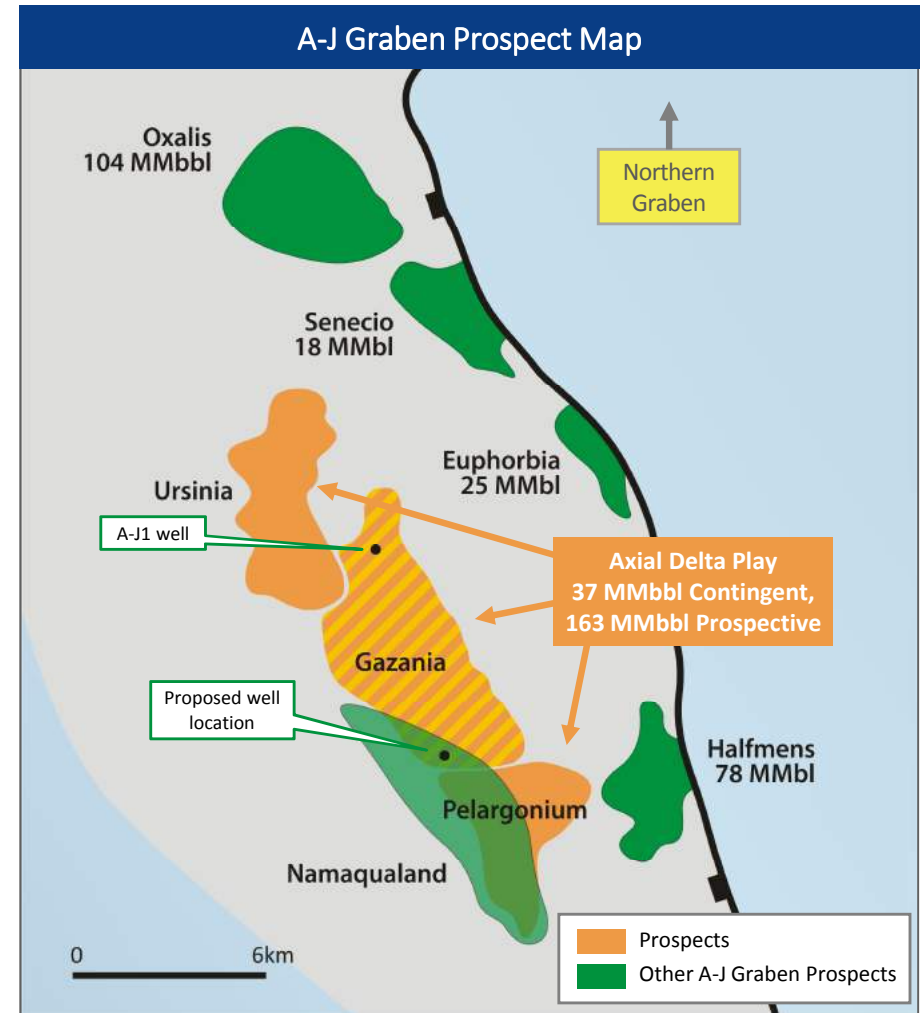 A-J Graben Prospect Map
Oxalis
104 MMbbl
Northern
Graben
Senecio
18 MMbl
Euphorbia
25 MMbl
Ursinia
A-J1 well
Axial Delta Play
37 MMbbl Contingent,
163 MMbbl Prospective
Gazania
Proposed well
location
Halfmens
78 MMbl
Pelargonium
Namaqualand
0 6km
Prospects
Other A-J Graben Prospects